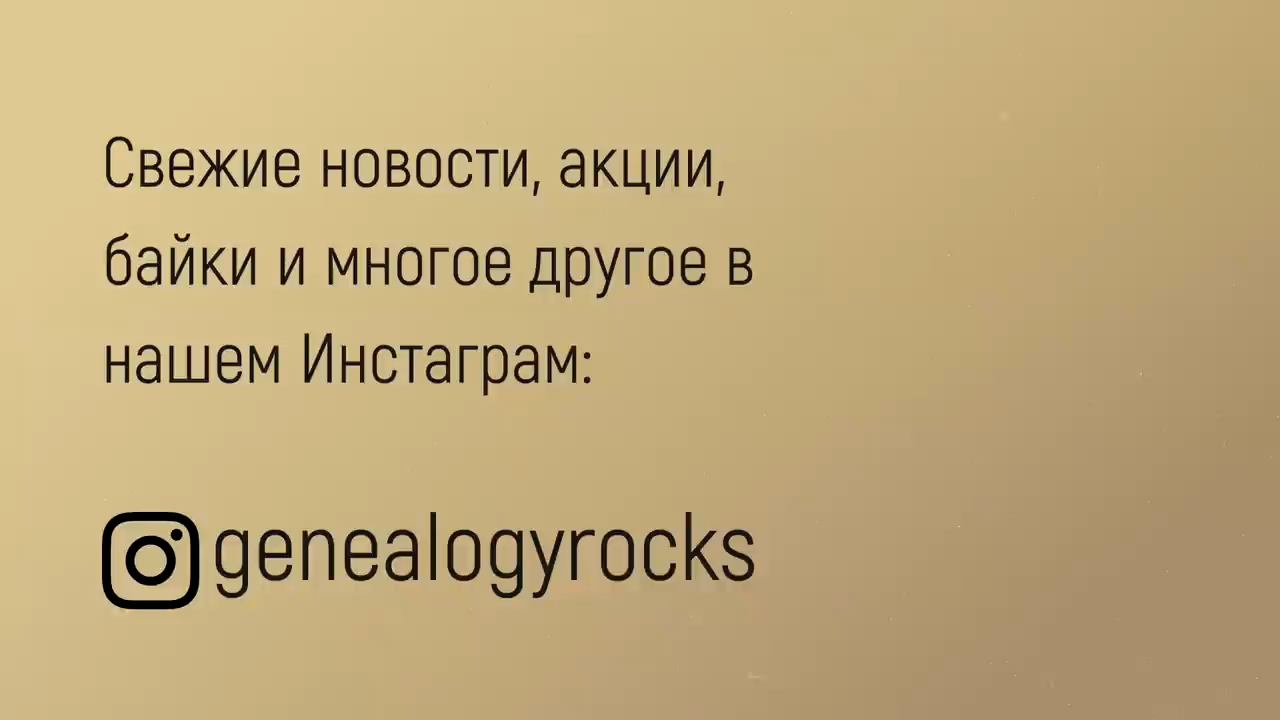 Свежие новости, акции,
байки и многое другое в
нашем Инстаграм:
genealogyrocks